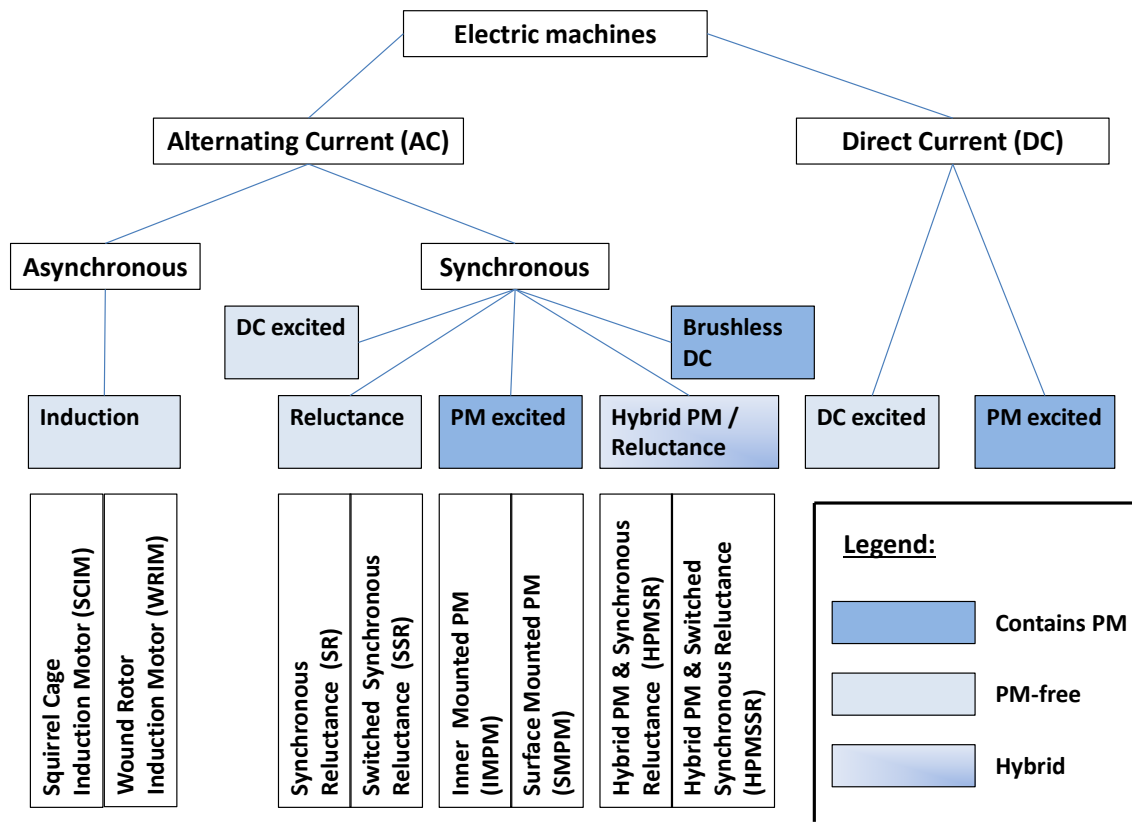 Electric machines
Alternating Current (AC)
Direct Current (DC)
Asynchronous
Synchronous
DC excited
Brushless
DC
Induction
Reluctance
PM excited
Hybrid PM /
Reluctance
DC excited
PM excited
Squirrel Cage
Induction Motor (SCIM)
Wound Rotor
Induction Motor (WRIM)
Synchronous
Reluctance (SR)
Switched Synchronous
Reluctance (SSR)
Inner Mounted PM
(IMPM)
Surface Mounted PM
(SMPM)
Hybrid PM & Synchronous
Reluctance (HPMSR)
Hybrid PM & Switched
Synchronous Reluctance
(HPMSSR)
Legend:
Contains PM
PM-free
Hybrid